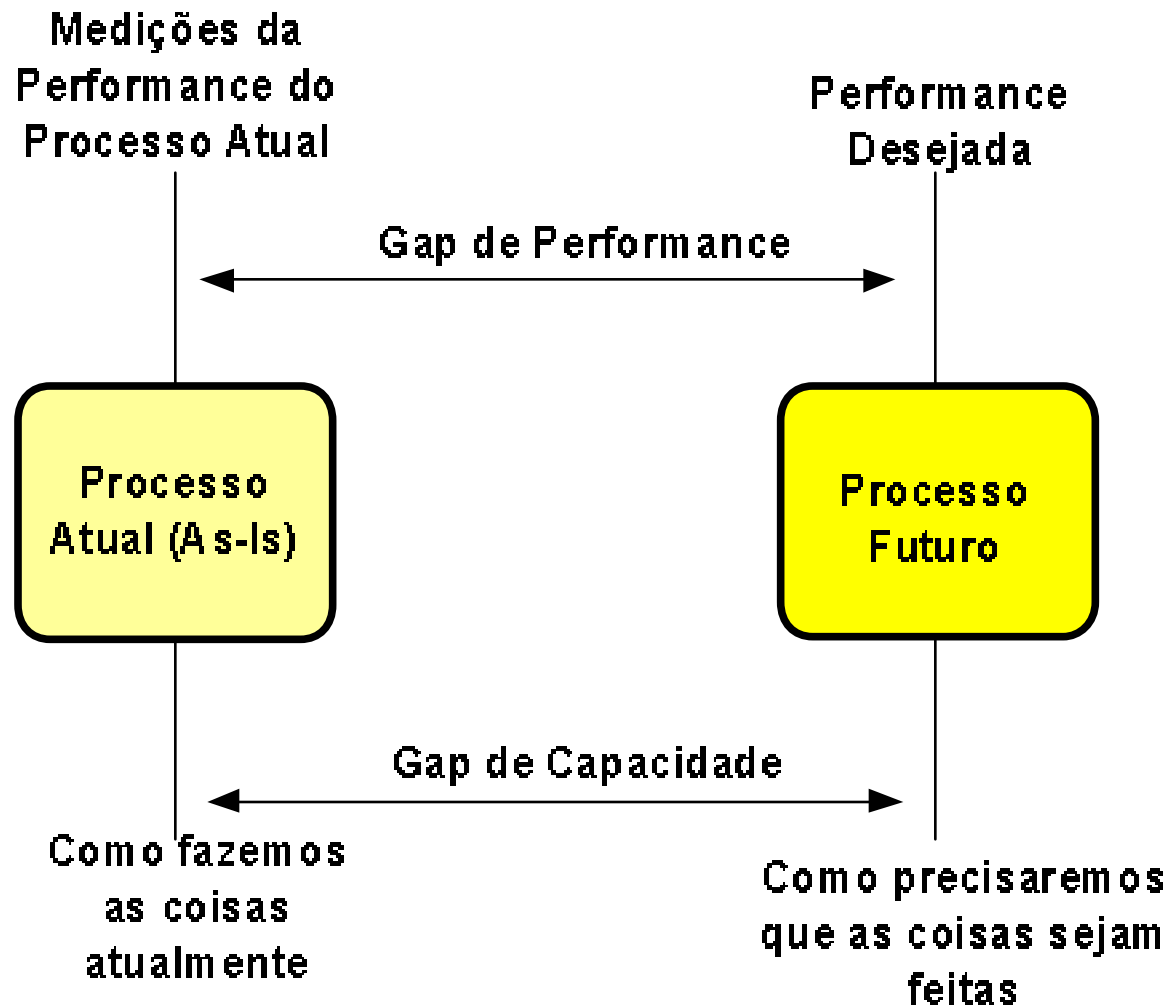 Medições da
Performance do
Processo Atual
Performance
Desejada
Gap de Performance
Processo
Atual (As-Is)
Processo
Futuro
Gap de Capacidade
Como fazemos
as coisas
atualmente
Como precisaremos
que as coisas sejam
feitas